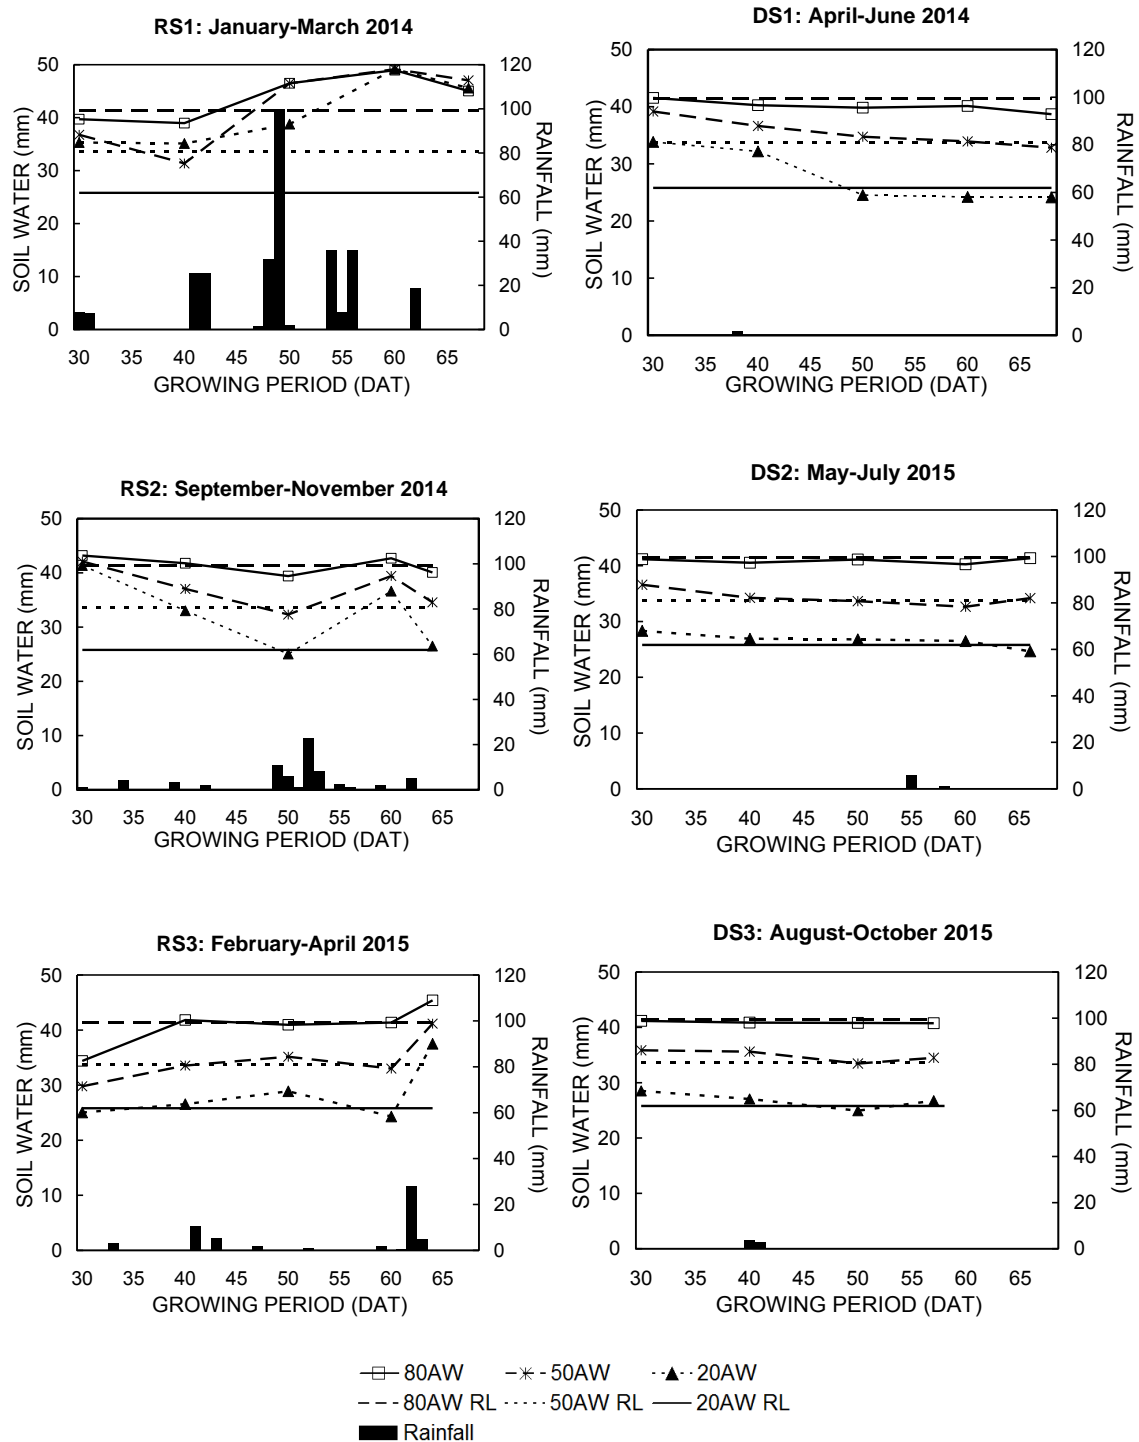 RS1: January-March 2014
50
40
30
20
10
0
SOIL WATER (mm)
120
100
80
60
40
20
0
RAINFALL (mm)
30 35 40 45 50 55 60 65
GROWING PERIOD (DAT)
DS1: April-June 2014
50
40
30
20
10
0
SOIL WATER (mm)
120
100
80
60
40
20
0
RAINFALL (mm)
30 35 40 45 50 55 60 65
GROWING PERIOD (DAT)
RS2: September-November 2014
50
40
30
20
10
0
SOIL WATER (mm)
120
100
80
60
40
20
0
RAINFALL (mm)
30 35 40 45 50 55 60 65
GROWING PERIOD (DAT)
DS2: May-July 2015
50
40
30
20
10
0
SOIL WATER (mm)
120
100
80
60
40
20
0
RAINFALL (mm)
30 35 40 45 50 55 60 65
GROWING PERIOD (DAT)
RS3: February-April 2015
50
40
30
20
10
0
SOIL WATER (mm)
120
100
80
60
40
20
0
RAINFALL (mm)
30 35 40 45 50 55 60 65
GROWING PERIOD (DAT)
DS3: August-October 2015
50
40
30
20
10
0
SOIL WATER (mm)
120
100
80
60
40
20
0
RAINFALL (mm)
30 35 40 45 50 55 60 65
GROWING PERIOD (DAT)
80AW 50AW 20AW
80AW RL 50AW RL 20AW RL
Rainfall